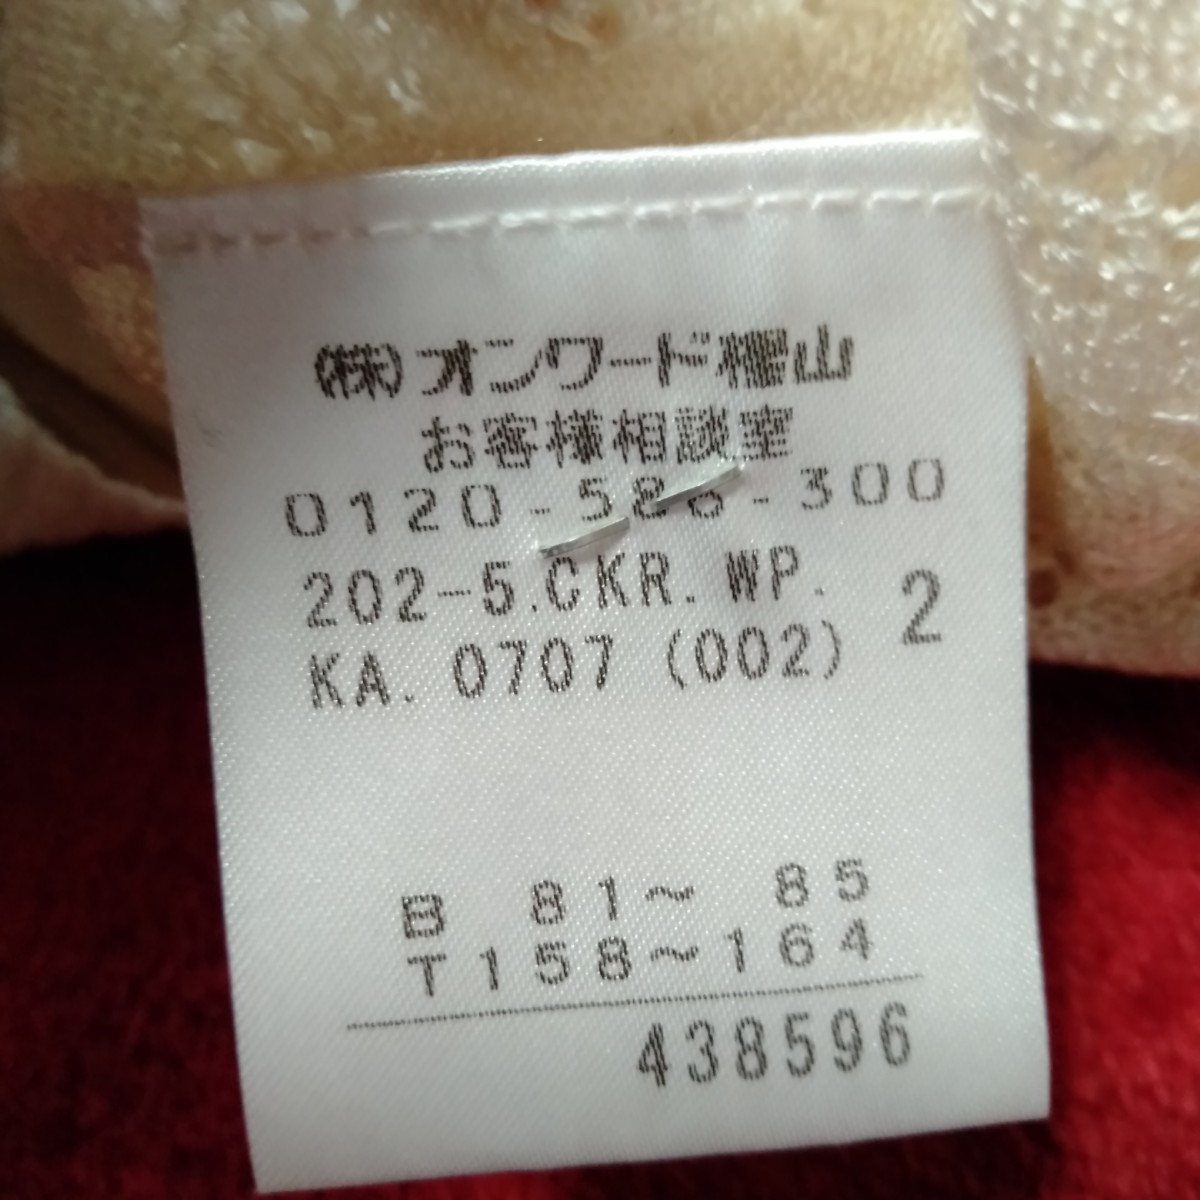 (株)オンワード樫山
お客様相談室
0120-586-300
202-5.CKR.WP.
KA.0707(002) 2
B 81～ 85
T158～164
438596